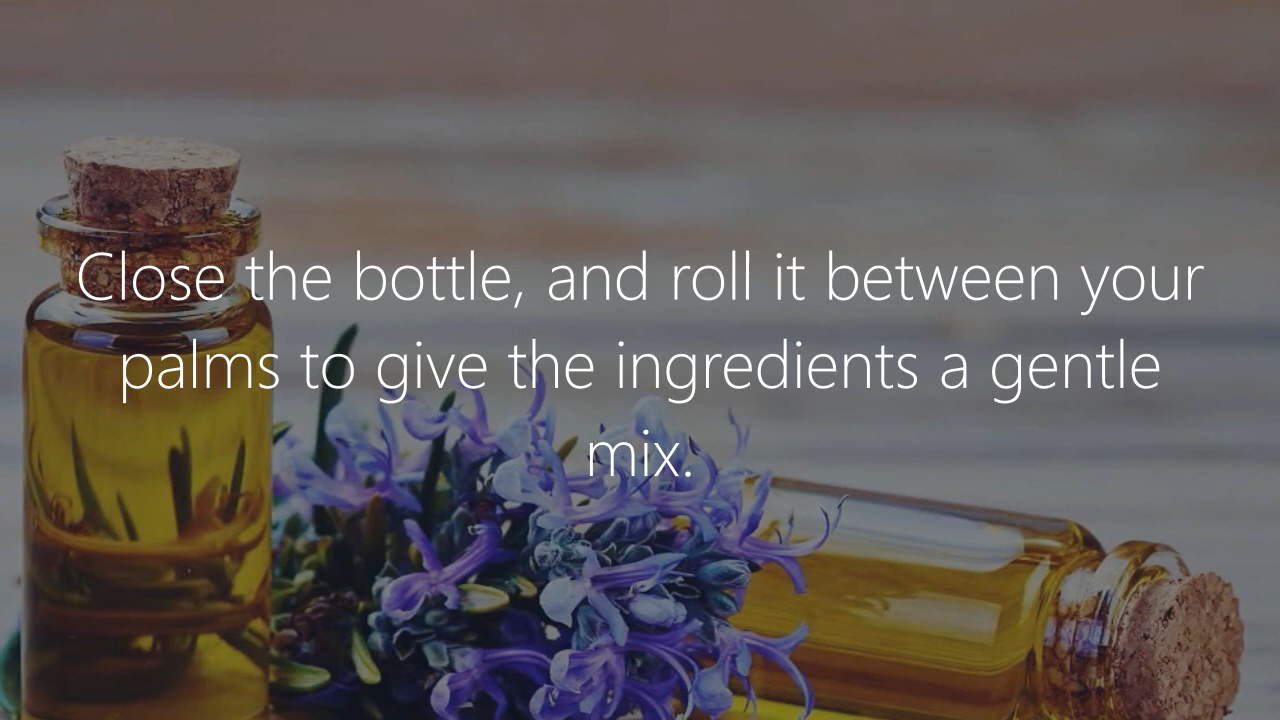 Close the bottle, and roll it between your
palms to give the ingredients a gentle
mix.